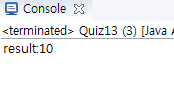 Console
<terminated> Quiz13 (3) [Java A
result:10